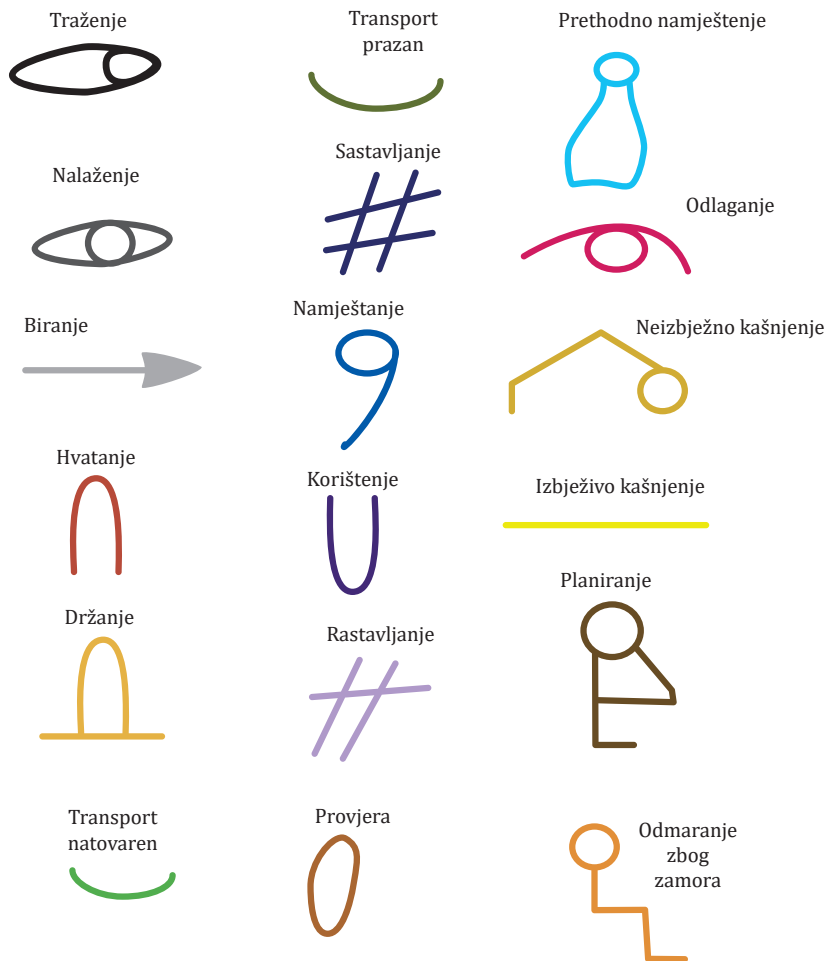 Traženje
Nalaženje
Biranje
Hvatanje
Držanje
Transport
natovaren
Transport
prazan
Sastavljanje
Namještanje
Korištenje
Rastavljanje
Provjera
Prethodno namještenje
Odlaganje
Neizbježno kašnjenje
Izbježivo kašnjenje
Planiranje
Odmaranje
zbog
zamora